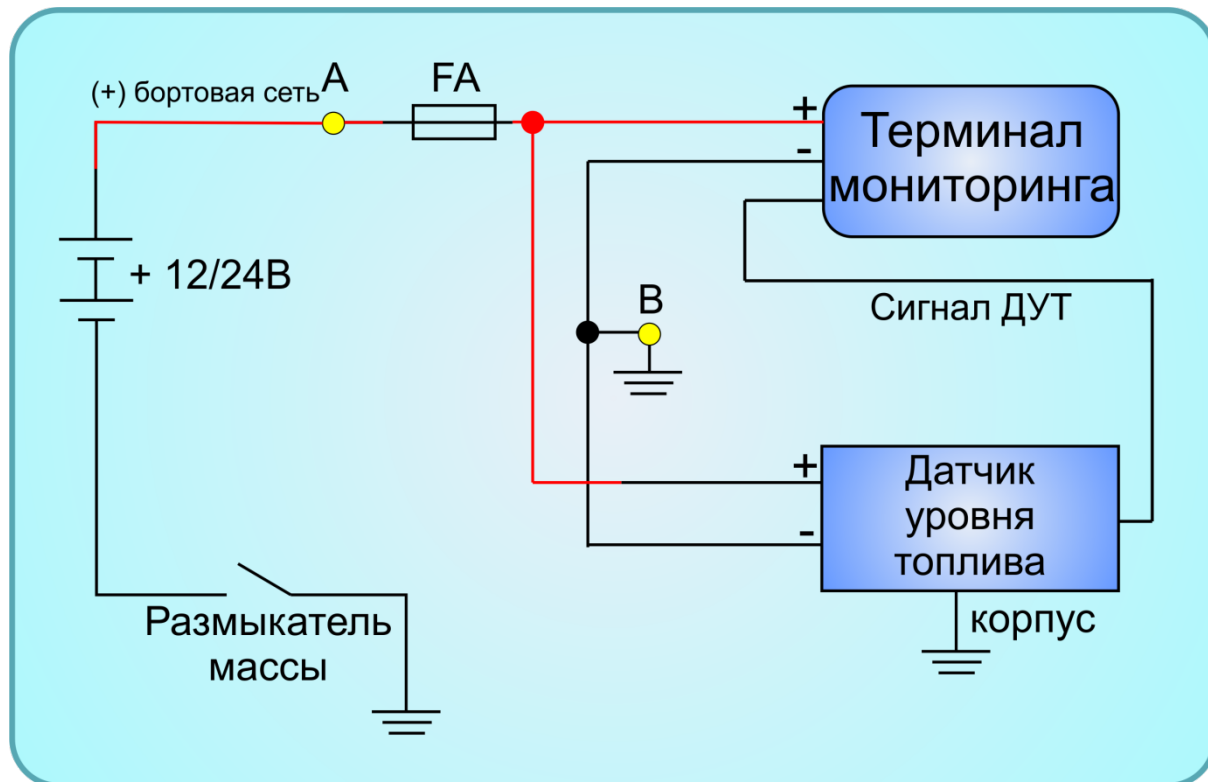 (+) бортовая сеть
A
FA
+
-
Терминал
мониторинга
+ 12/24В
B
Сигнал ДУТ
+
-
Датчик
уровня
топлива
Размыкатель
массы
корпус